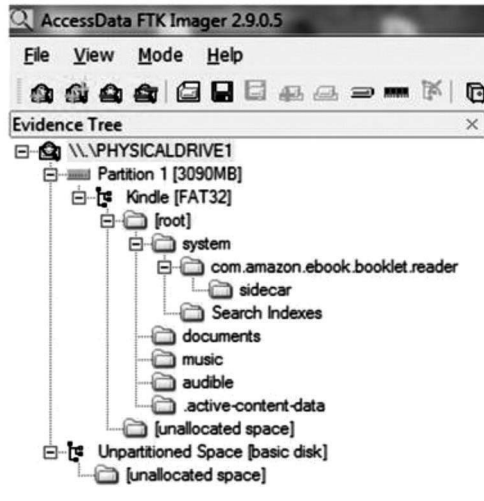 AccessData FTK Imager 2.9.0.5
File View Mode Help
Evidence Tree
\\.\PHYSICALDRIVE1
Partition 1 [3090MB]
Kindle [FAT32]
[root]
system
com.amazon.ebook.booklet.reader
sidecar
Search Indexes
documents
music
audible
.active-content-data
[unallocated space]
Unpartitioned Space [basic disk]
[unallocated space]